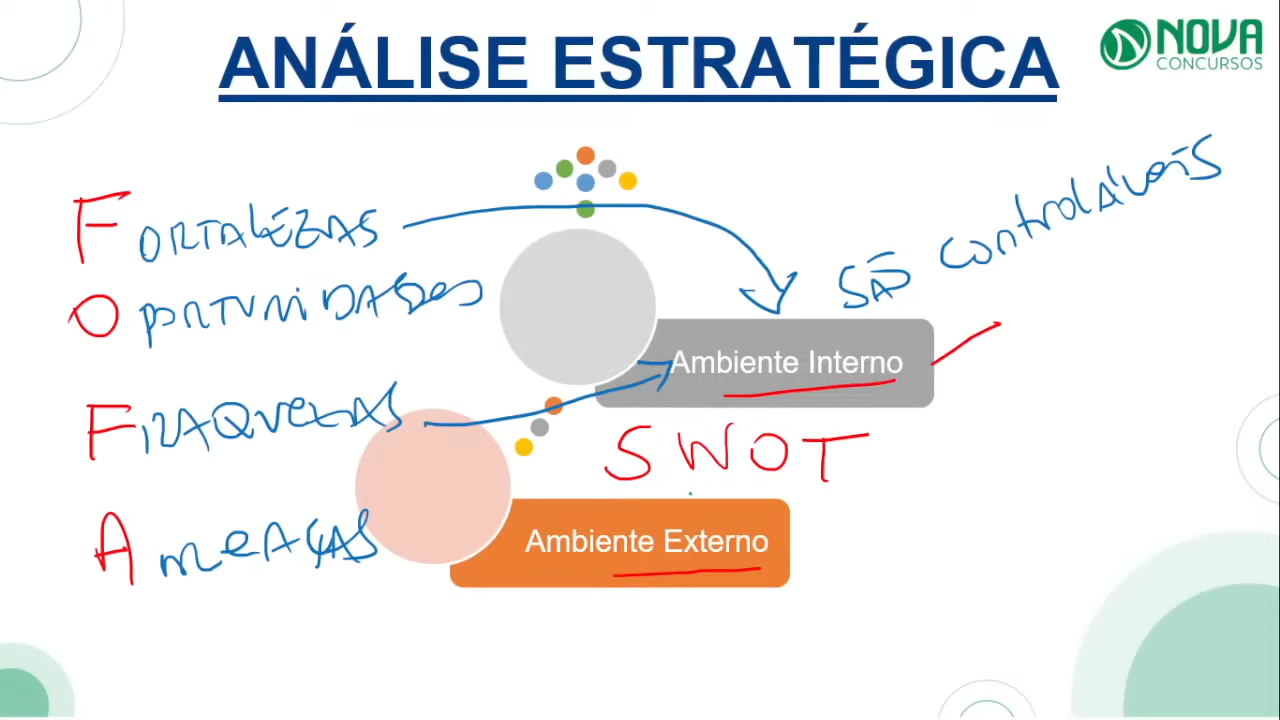 ANÁLISE ESTRATÉGICA
NOVA
CONCURSOS
FORTALEZAS
OPORTUNIDADES
SÃO controláveis
Ambiente Interno
FRAQUEZAS
SWOT
AMEAÇAS
Ambiente Externo